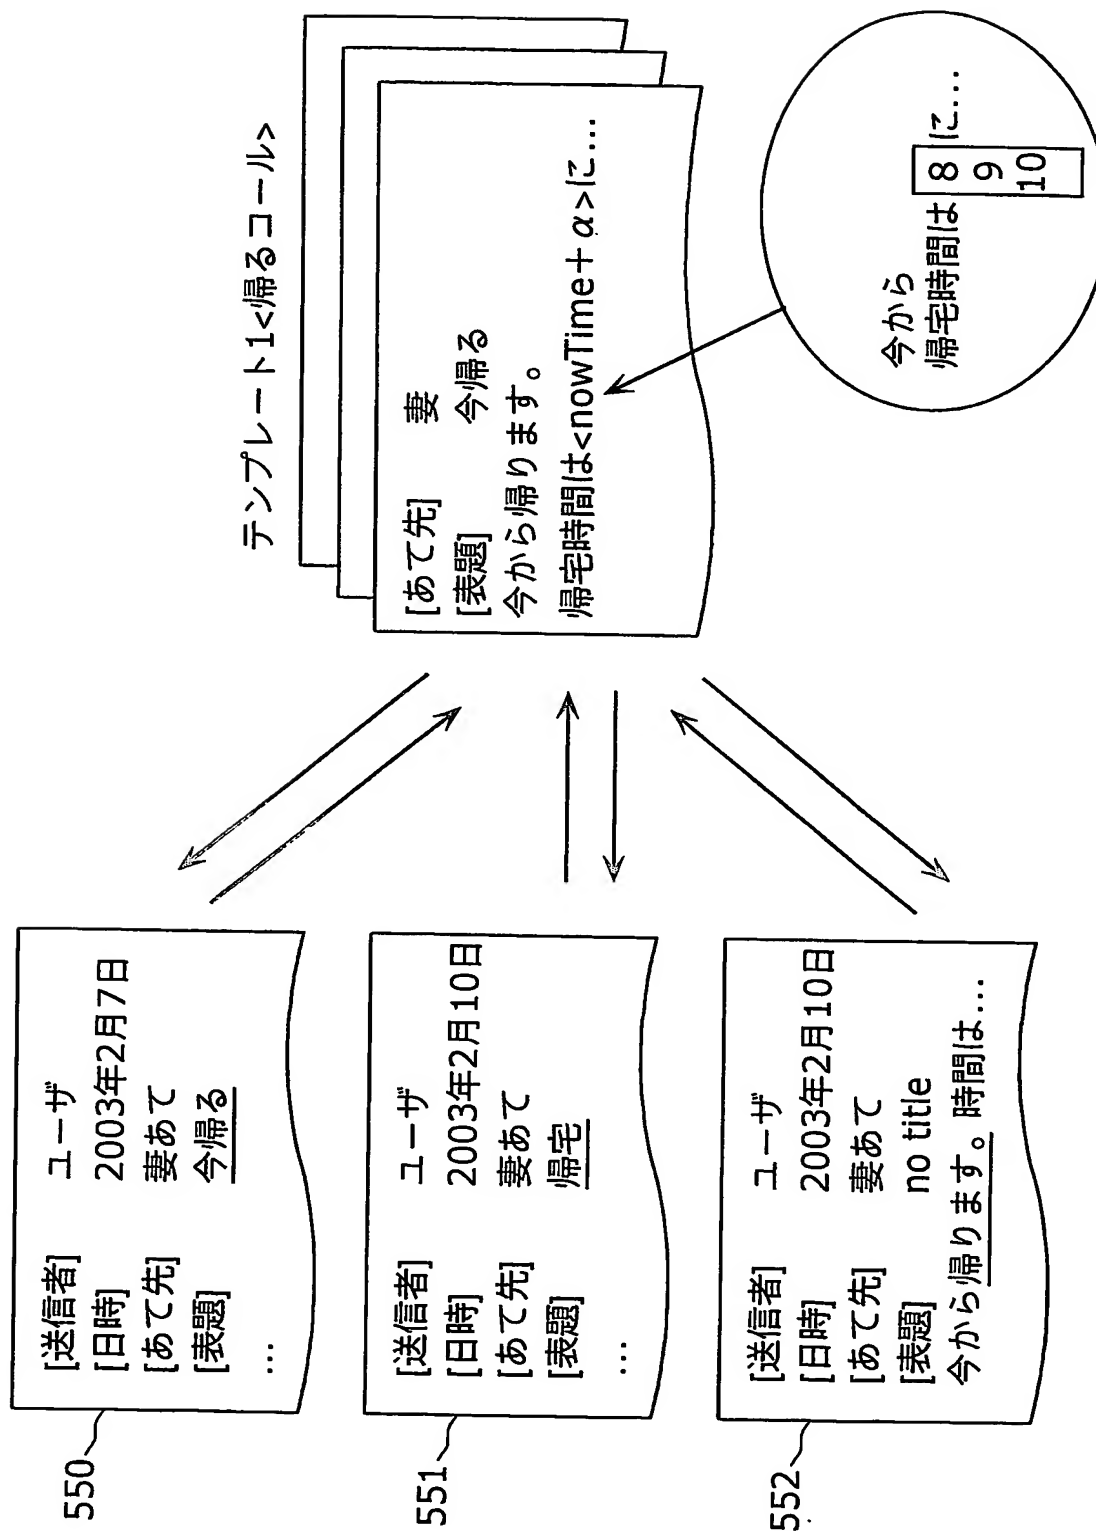 550
[送信者] ユーザ
[日時] 2003年2月7日
[あて先] 妻あて
[表題] 今帰る
...
551
[送信者] ユーザ
[日時] 2003年2月10日
[あて先] 妻あて
[表題] 帰宅
...
552
[送信者] ユーザ
[日時] 2003年2月10日
[あて先] 妻あて
[表題] no title
今から帰ります。時間は...
テンプレート1<帰るコール>
[あて先] 妻
[表題] 今帰る
今から帰ります。
帰宅時間は<nowTime+α>に...
今から
帰宅時間は 8 に...
9
10